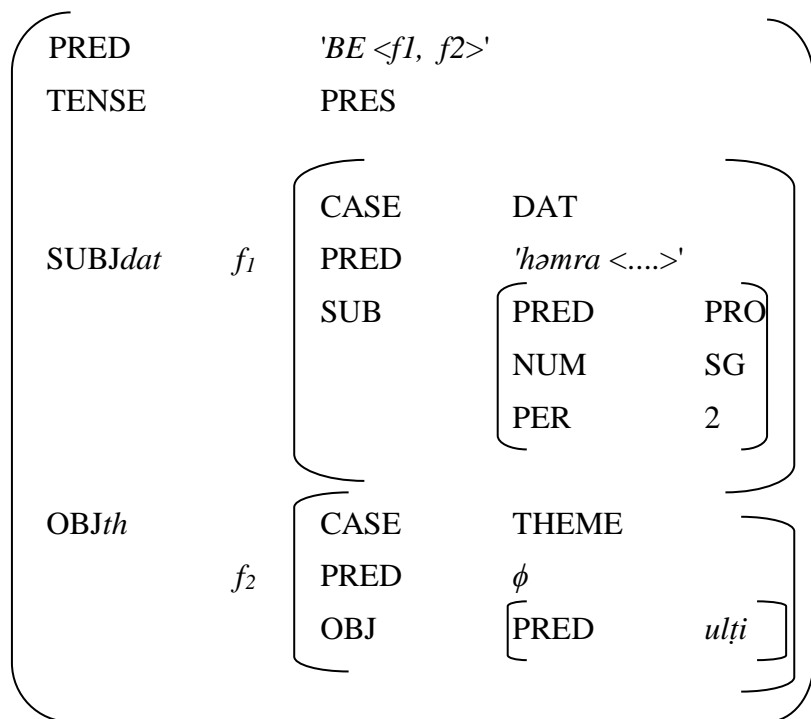 PRED 'BE <f1, f2>'
TENSE PRES
CASE DAT
SUBJdat f1 PRED 'həmra <....>'
SUB PRED PRO
NUM SG
PER 2
OBJth CASE THEME
f2 PRED ϕ
OBJ PRED ulṭi